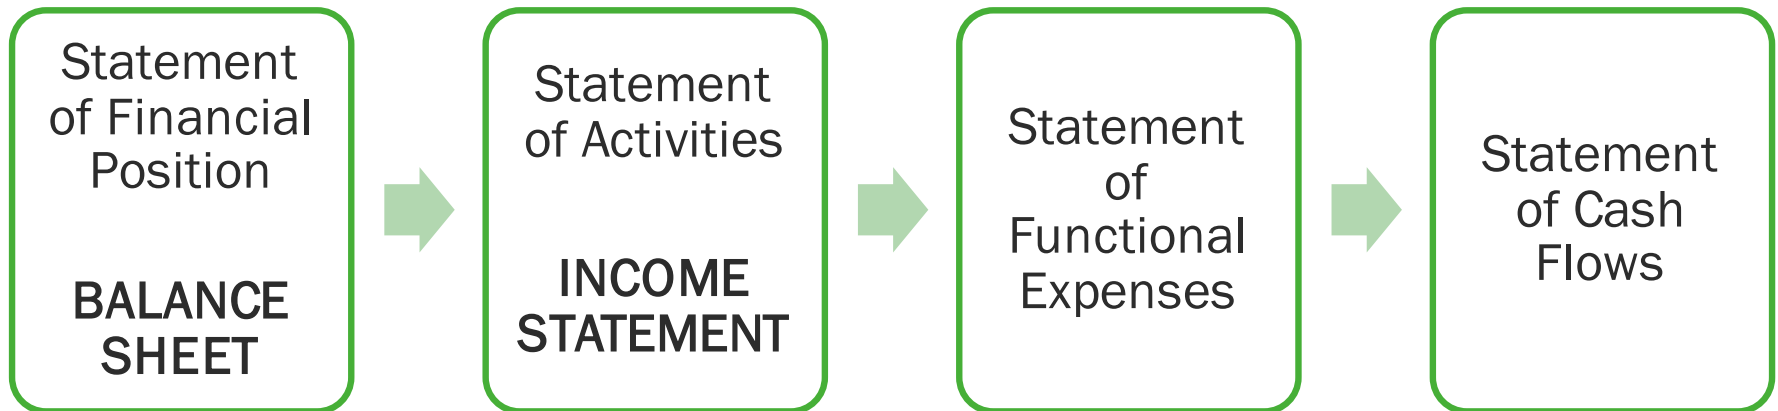 Statement
of Financial
Position
BALANCE
SHEET
Statement
of Activities
INCOME
STATEMENT
Statement
of
Functional
Expenses
Statement
of Cash
Flows